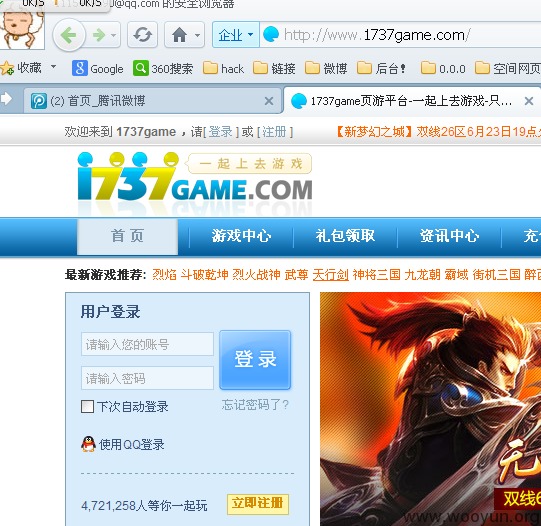 @qq.com 的安全浏览器
企业 http://www.1737game.com/
收藏 Google 360搜索 hack 链接 微博 后台! 0.0.0 空间网页
(2) 首页_腾讯微博 1737game页游平台-一起上去游戏-只...
欢迎来到 1737game，请[ 登录 ] 或 [ 注册 ] 【新梦幻之城】双线26区6月23日19点
1737GAME.COM 一起上去游戏
首 页 游戏中心 礼包领取 资讯中心
最新游戏推荐: 烈焰 斗破乾坤 烈火战神 武尊 天行剑 神将三国 九龙朝 霸域 街机三国 醉西
用户登录
请输入您的账号
登 录
请输入密码
下次自动登录 忘记密码了?
使用QQ登录
4,721,258人等你一起玩 立即注册
无
双线6
www.wooyun.org